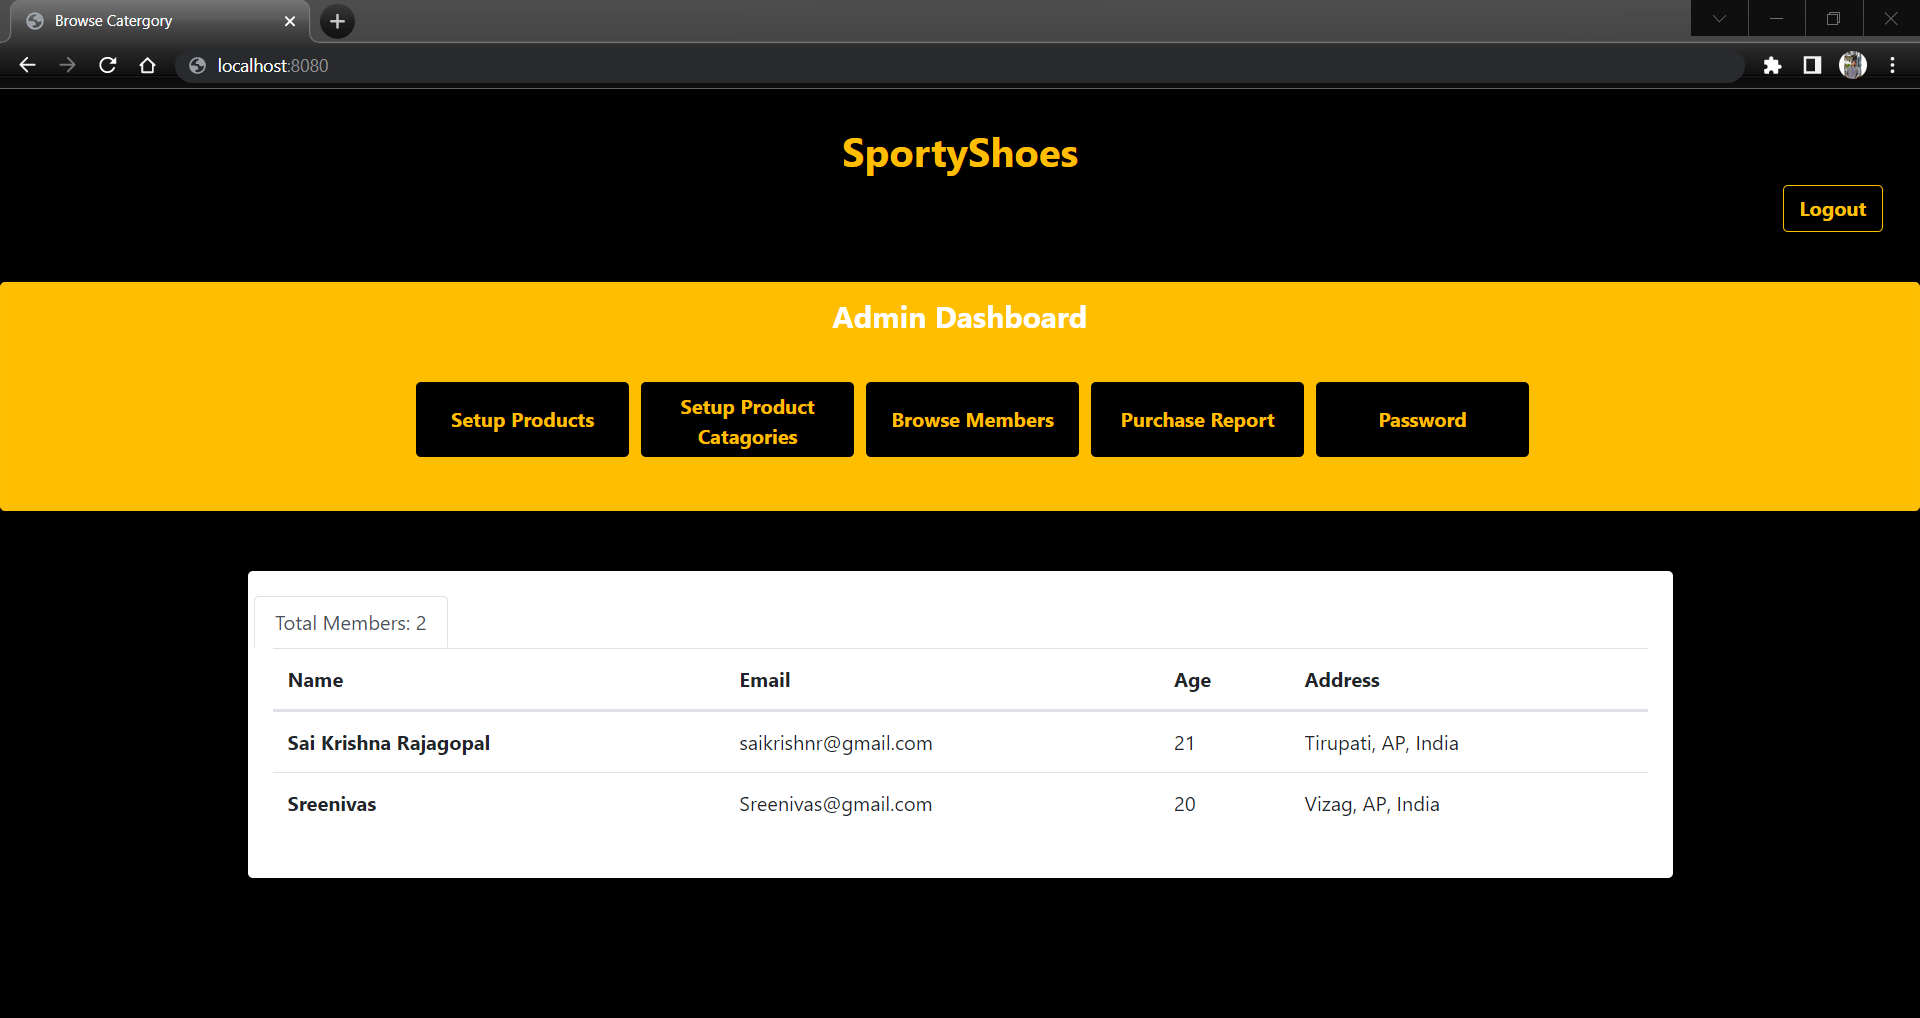 Browse Catergory
localhost:8080
SportyShoes
Logout
Admin Dashboard
Setup Products
Setup Product
Catagories
Browse Members
Purchase Report
Password
Total Members: 2
Name Email Age Address
Sai Krishna Rajagopal saikrishnr@gmail.com 21 Tirupati, AP, India
Sreenivas Sreenivas@gmail.com 20 Vizag, AP, India